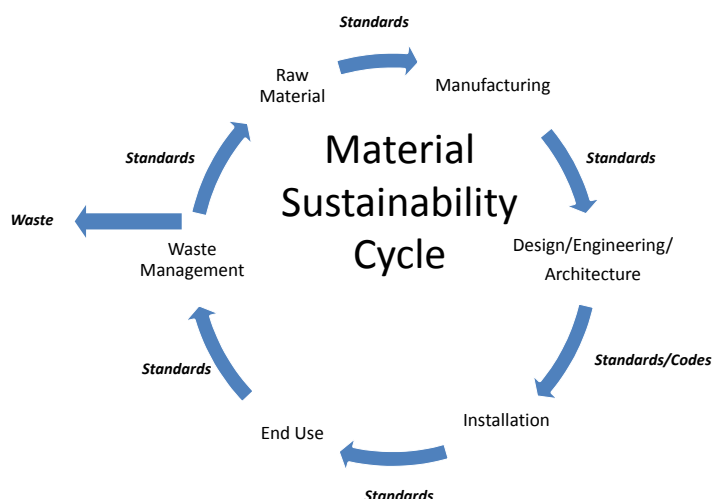 Standards
Raw
Material
Manufacturing
Standards
Material
Sustainability
Cycle
Standards
Waste
Waste
Management
Design/Engineering/
Architecture
Standards
Standards/Codes
End Use
Installation
Standards